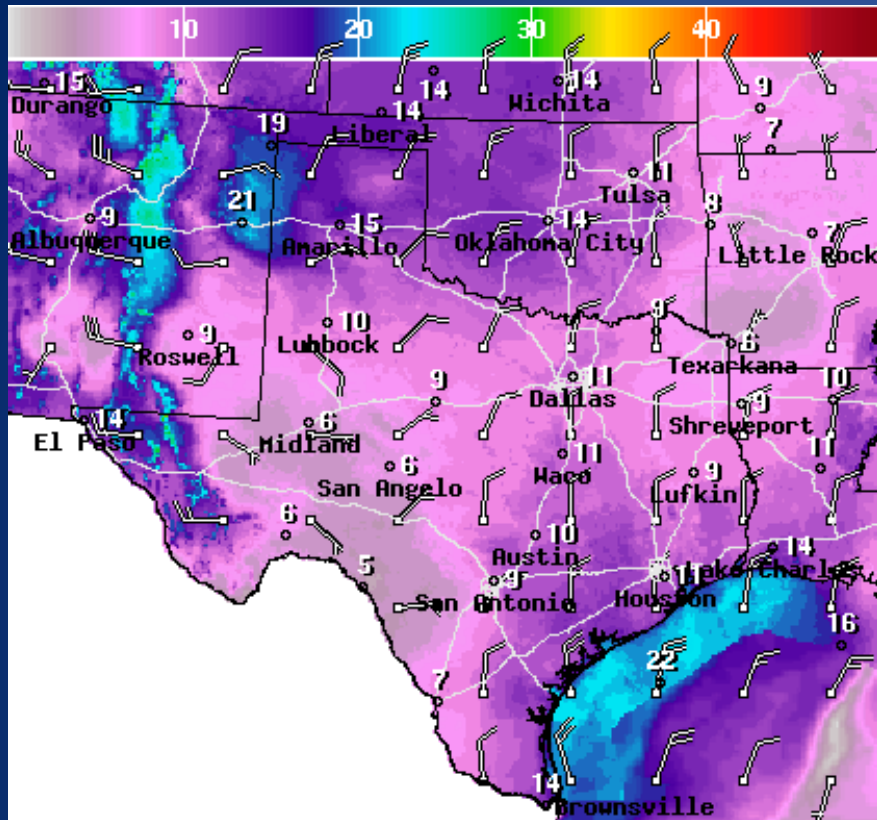 10 20 30 40
15 14 14 9
Durango Wichita
14
Liberal
19 7
11
Tulsa
21 15 14 8 7
9
Albuquerque Amarillo Oklahoma City Little Rock
10 9
9 6
Roswell Lubbock Texarkana
11
Dallas
9 9 10
14 6 Shreveport
El Paso Midland
11 11
6 9
San Angelo Waco Lufkin
6 10 14
Austin
5 9 11 Lake Charles
San Antonio Houston
16
22
7
14
Brownsville